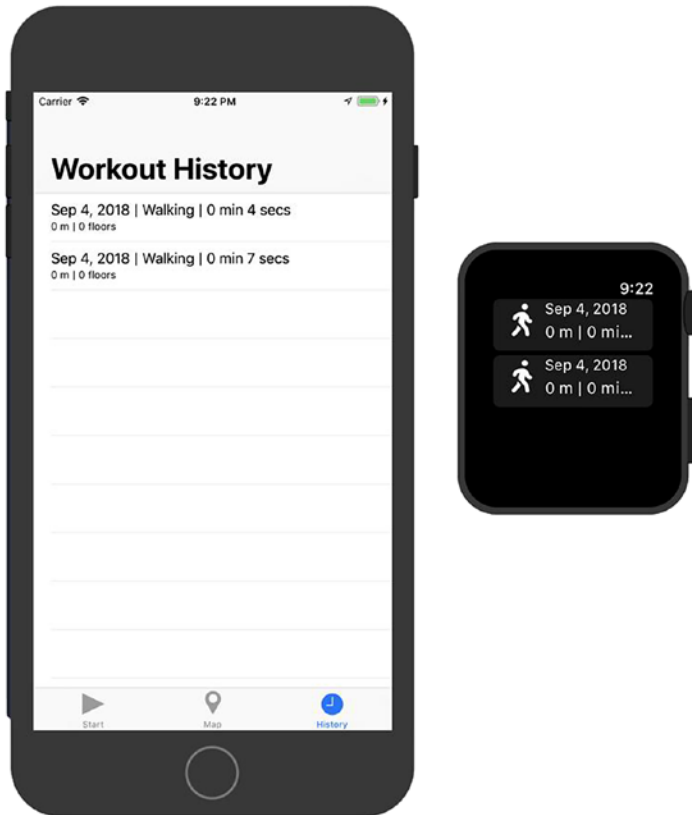 Carrier 9:22 PM
Workout History
Sep 4, 2018 | Walking | 0 min 4 secs
0 m | 0 floors
Sep 4, 2018 | Walking | 0 min 7 secs
0 m | 0 floors
Start Map History
9:22
Sep 4, 2018
0 m | 0 mi...
Sep 4, 2018
0 m | 0 mi...